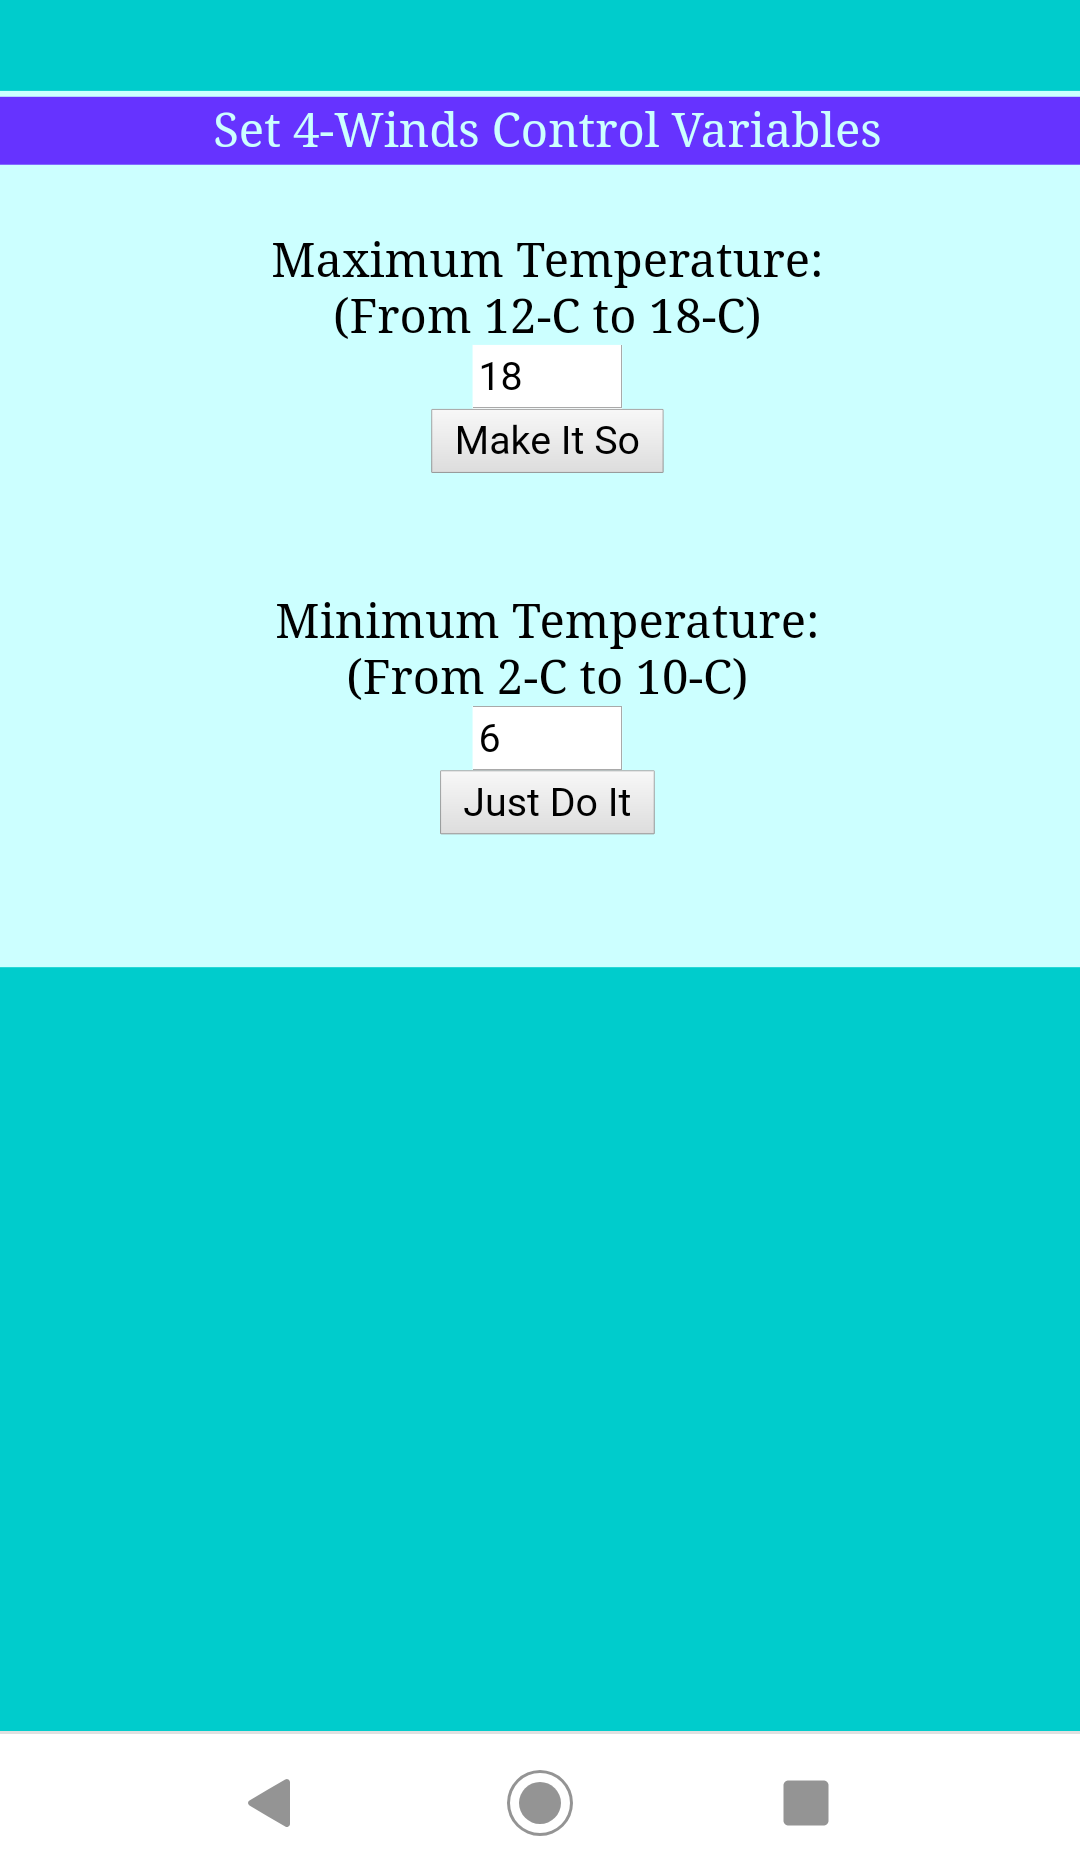 Set 4-Winds Control Variables
Maximum Temperature:
(From 12-C to 18-C)
18
Make It So
Minimum Temperature:
(From 2-C to 10-C)
6
Just Do It